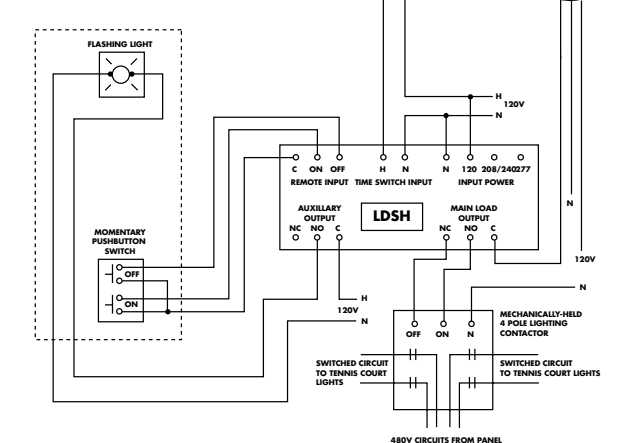 FLASHING LIGHT
H
120V
N
C ON OFF H N N 120 208/240 277
REMOTE INPUT TIME SWITCH INPUT INPUT POWER
AUXILLARY
OUTPUT
NC NO C
LDSH
MAIN LOAD
OUTPUT
NC NO C
N
120V
MOMENTARY
PUSHBUTTON
SWITCH
OFF
ON
H
120V
N
N
OFF ON N
MECHANICALLY-HELD
4 POLE LIGHTING
CONTACTOR
SWITCHED CIRCUIT
TO TENNIS COURT
LIGHTS
SWITCHED CIRCUIT
TO TENNIS COURT LIGHTS
480V CIRCUITS FROM PANEL